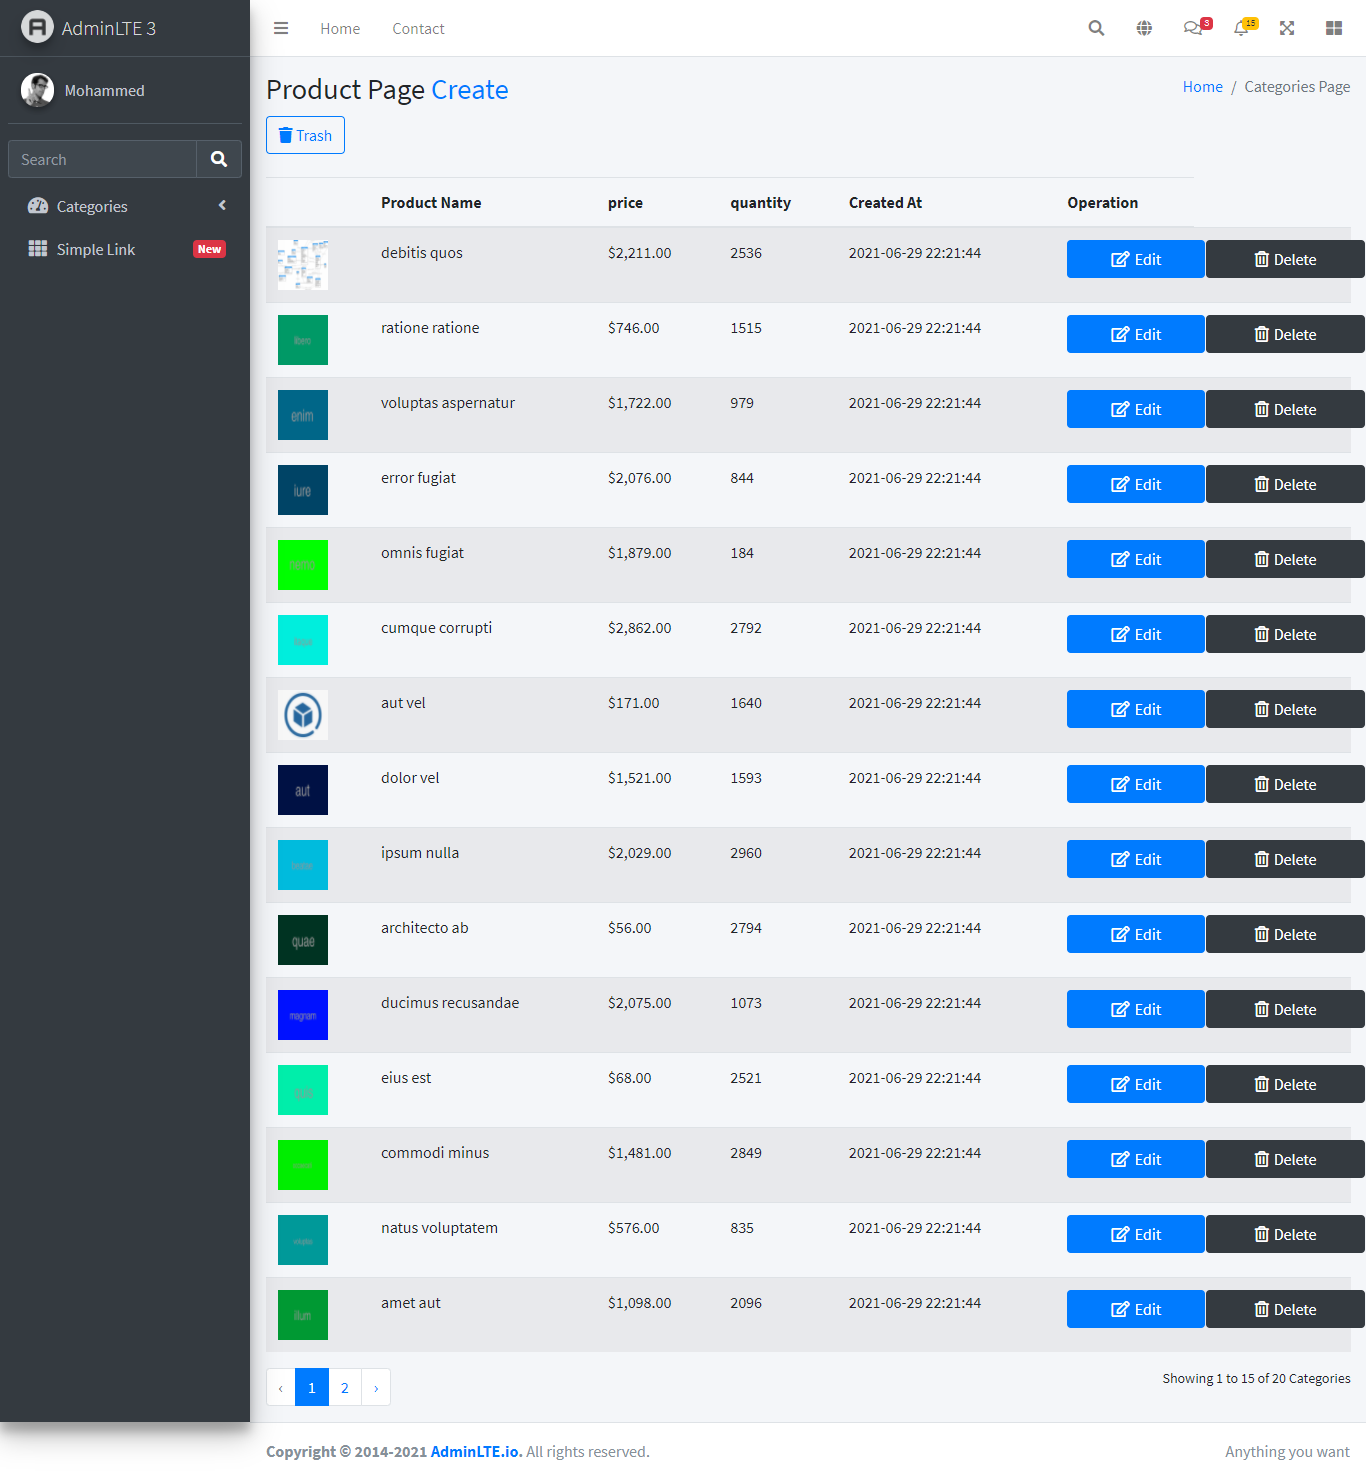 AdminLTE 3
Home Contact
3 15
Mohammed
Search
Categories
Simple Link New
Product Page Create
Home / Categories Page
Trash
Product Name price quantity Created At Operation
debitis quos $2,211.00 2536 2021-06-29 22:21:44 Edit Delete
ratione ratione $746.00 1515 2021-06-29 22:21:44 Edit Delete
enim voluptas aspernatur $1,722.00 979 2021-06-29 22:21:44 Edit Delete
iure error fugiat $2,076.00 844 2021-06-29 22:21:44 Edit Delete
omnis fugiat $1,879.00 184 2021-06-29 22:21:44 Edit Delete
cumque corrupti $2,862.00 2792 2021-06-29 22:21:44 Edit Delete
aut vel $171.00 1640 2021-06-29 22:21:44 Edit Delete
aut dolor vel $1,521.00 1593 2021-06-29 22:21:44 Edit Delete
ipsum nulla $2,029.00 2960 2021-06-29 22:21:44 Edit Delete
quae architecto ab $56.00 2794 2021-06-29 22:21:44 Edit Delete
magnam ducimus recusandae $2,075.00 1073 2021-06-29 22:21:44 Edit Delete
eius est $68.00 2521 2021-06-29 22:21:44 Edit Delete
commodi minus $1,481.00 2849 2021-06-29 22:21:44 Edit Delete
natus voluptatem $576.00 835 2021-06-29 22:21:44 Edit Delete
illum amet aut $1,098.00 2096 2021-06-29 22:21:44 Edit Delete
‹ 1 2 ›
Showing 1 to 15 of 20 Categories
Copyright © 2014-2021 AdminLTE.io. All rights reserved.
Anything you want